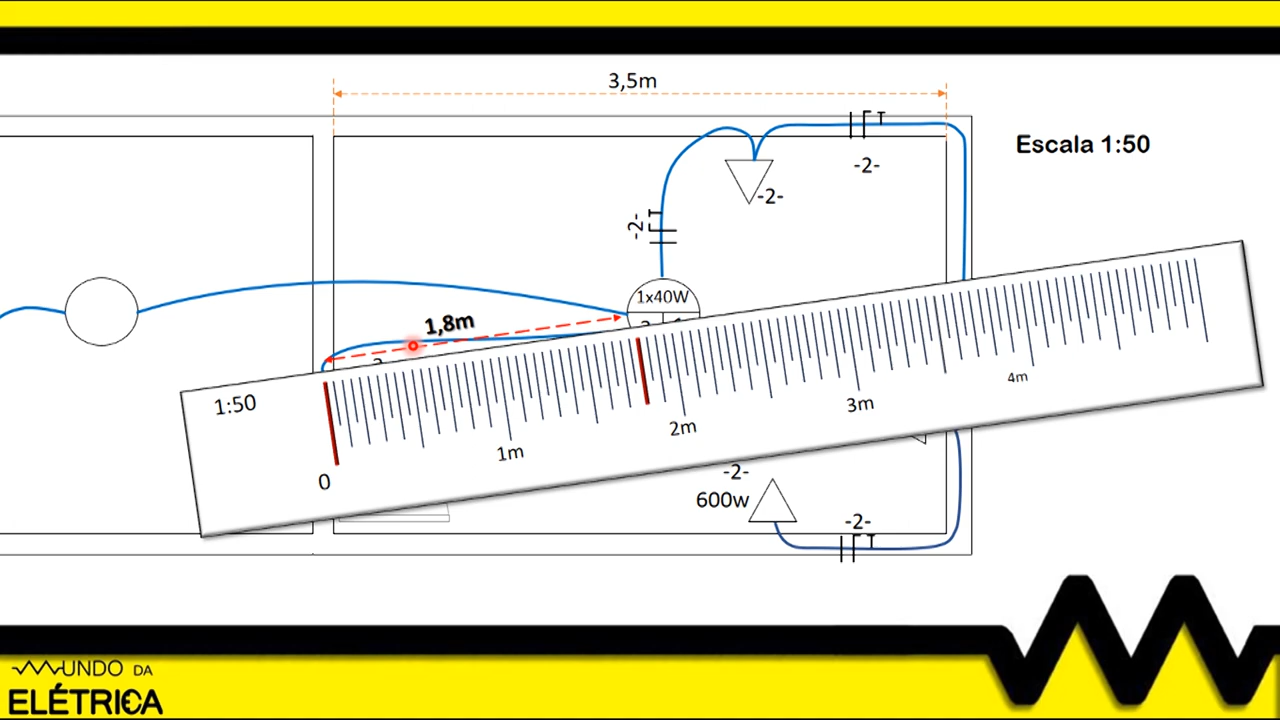 3,5m
Escala 1:50
-2-
-2-
-2-
1x40W
1,8m
1:50
0
1m
2m
3m
4m
-2-
600w
-2-
MUNDO DA
ELÉTRICA